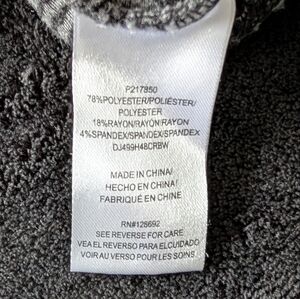 P217850
78%POLYESTER/POLIÉSTER/
POLYESTER
18%RAYON/RAYON/RAYON
4%SPANDEX/SPANDEX/SPANDEX
DJ499H48CRBW
MADE IN CHINA/
HECHO EN CHINA/
FABRIQUÉ EN CHINE
RN#128692
SEE REVERSE FOR CARE
VEA EL REVERSO PARA EL CUIDADO
VOIR AU VERSO POUR LES SOINS